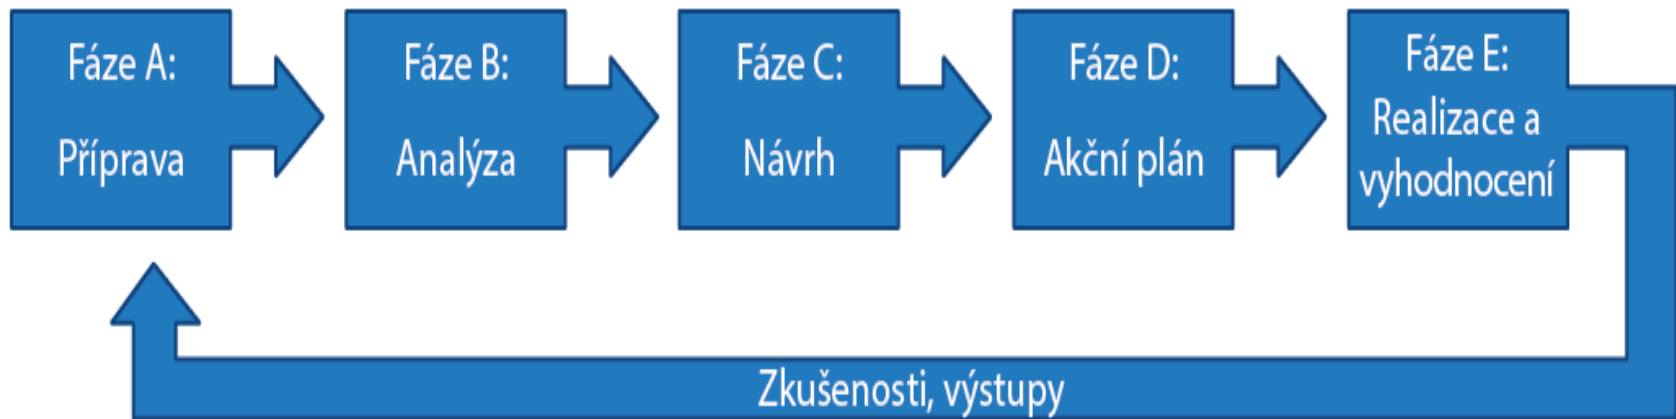 Fáze A:
Příprava
Fáze B:
Analýza
Fáze C:
Návrh
Fáze D:
Akční plán
Fáze E:
Realizace a
vyhodnocení
Zkušenosti, výstupy